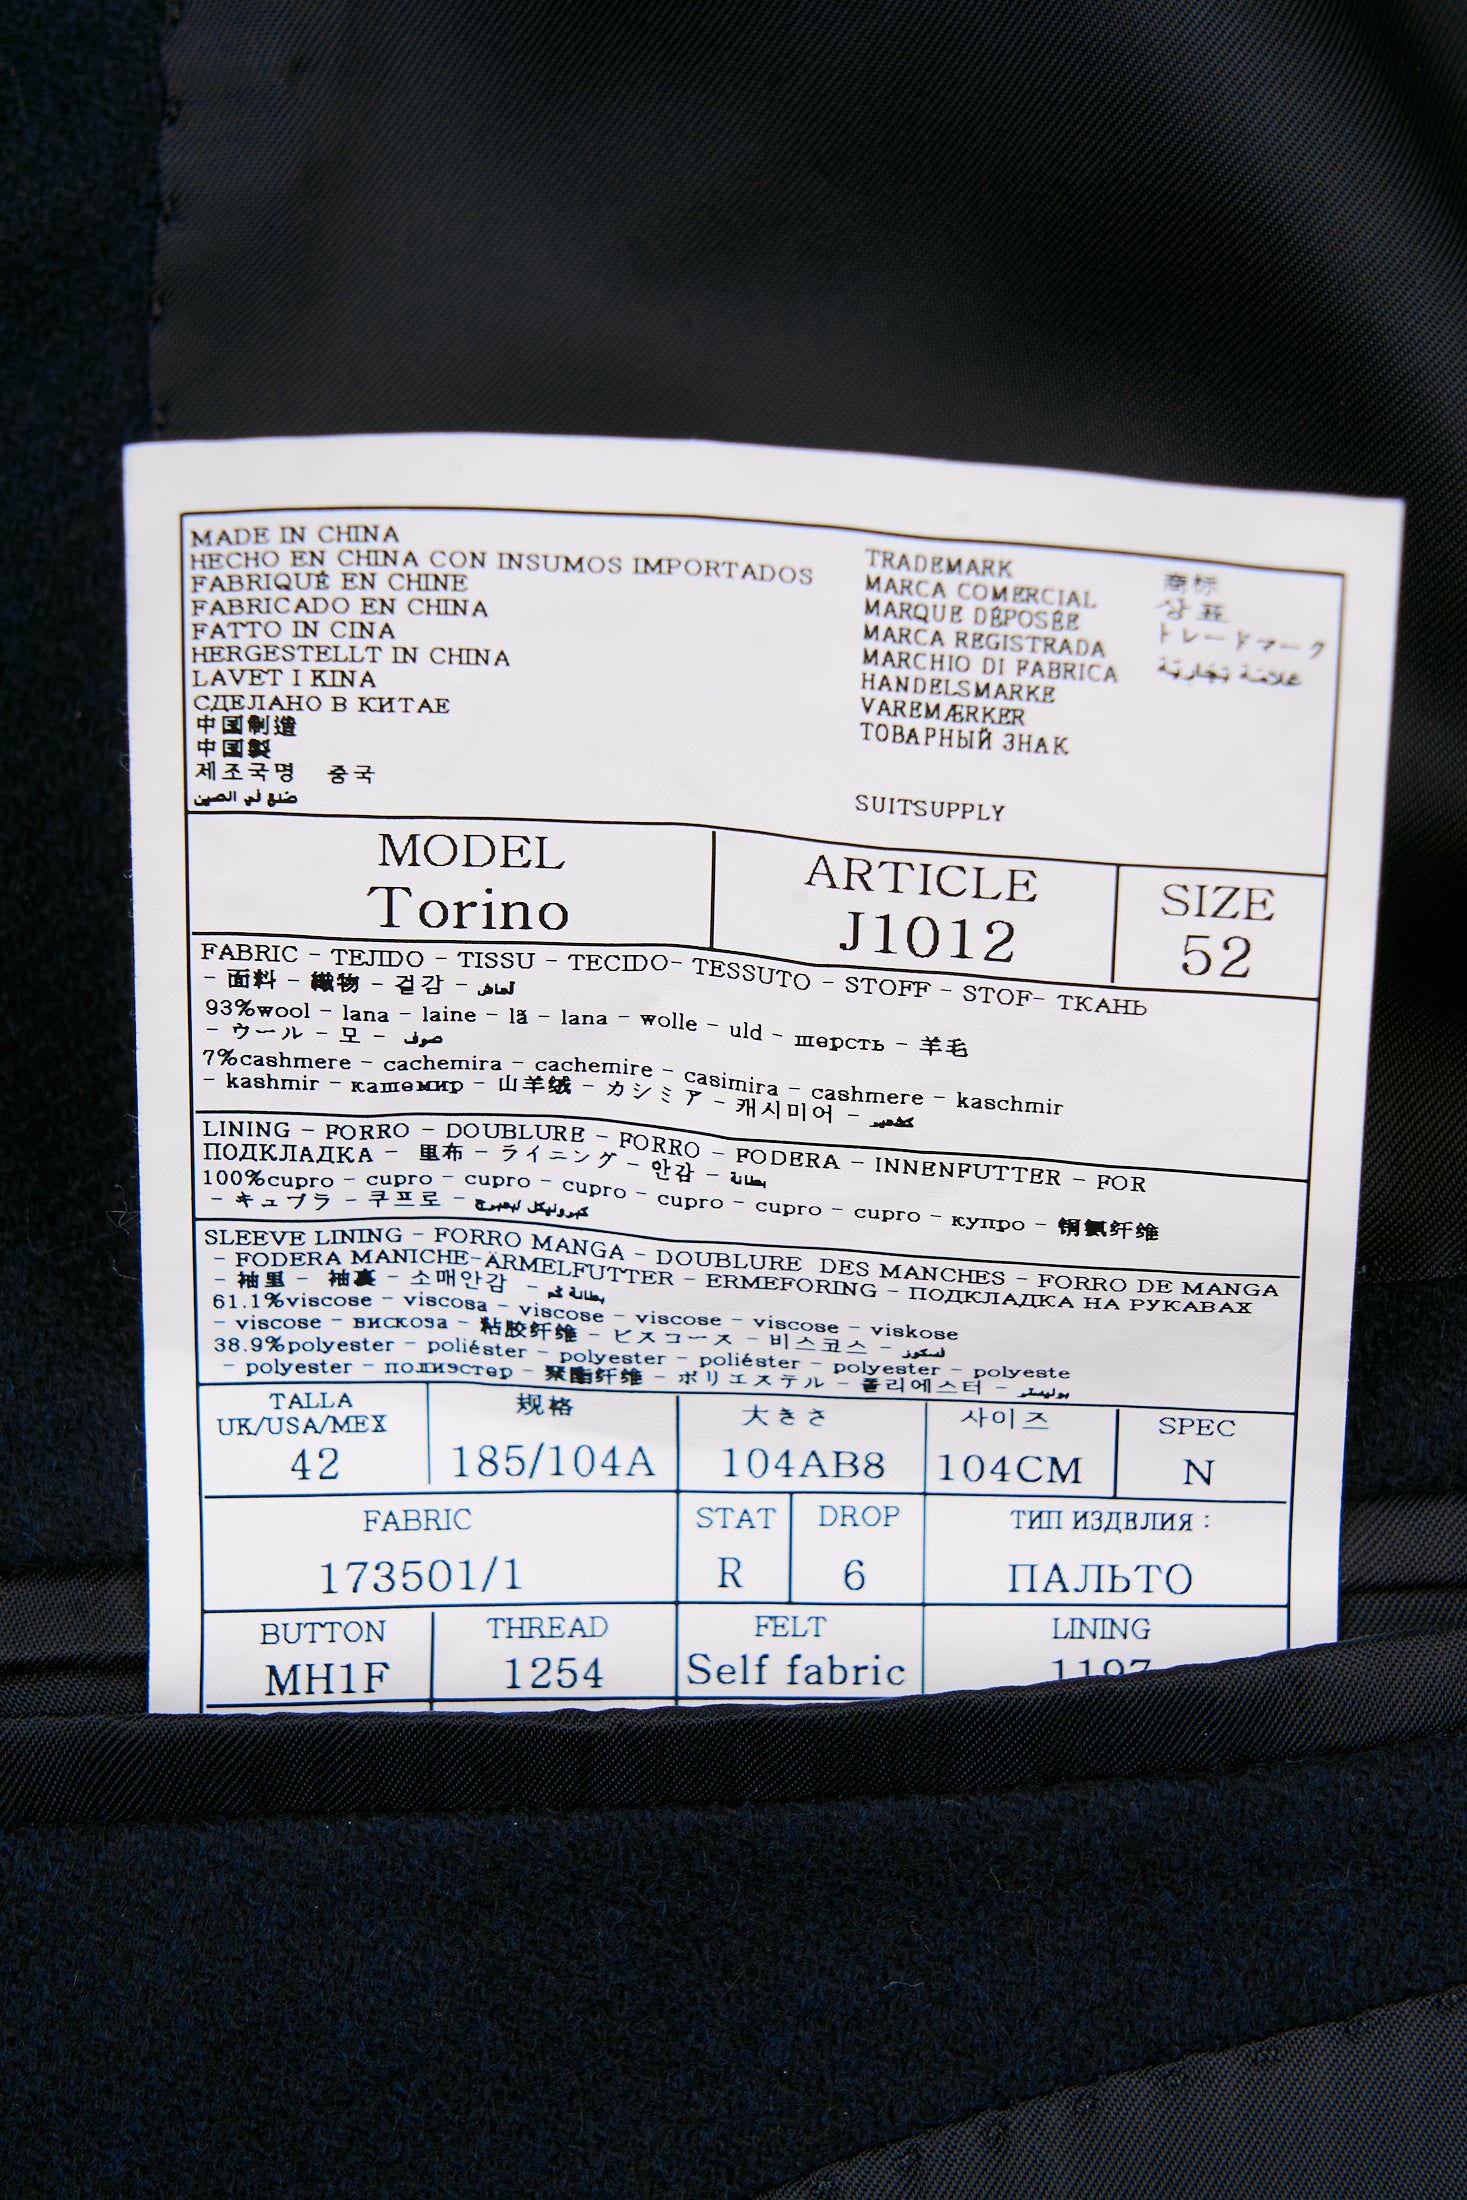 MADE IN CHINA
HECHO EN CHINA CON INSUMOS IMPORTADOS
FABRIQUÉ EN CHINE
FABRICADO EN CHINA
FATTO IN CINA
HERGESTELLT IN CHINA
LAVET I KINA
СДЕЛАНО В КИТАЕ
中国制造
中国製
제조국명 중국
صنع في الصين
TRADEMARK
MARCA COMERCIAL
MARQUE DÉPOSÉE
MARCA REGISTRADA
MARCHIO DI FABRICA
HANDELSMARKE
VAREMÆRKER
ТОВАРНЫЙ ЗНАК
商标
상표
トレードマーク
علامة تجارية
SUITSUPPLY
MODEL
Torino
ARTICLE
J1012
SIZE
52
FABRIC - TEJIDO - TISSU - TECIDO- TESSUTO - STOFF - STOF- ТКАНЬ
- 面料 - 織物 - 겉감 - قماش
93%wool - lana - laine - lã - lana - wolle - uld - шерсть - 羊毛
- ウール - 모 - صوف
7%cashmere - cachemira - cachemire - casimira - cashmere - kaschmir
- kashmir - кашемир - 山羊绒 - カシミア - 캐시미어 - كشمير
LINING - FORRO - DOUBLURE - FORRO - FODERA - INNENFUTTER - FOR
ПОДКЛАДКА - 里布 - ライニング - 안감 - بطانة
100%cupro - cupro - cupro - cupro - cupro - cupro - cupro - купро - 铜氨纤维
- キュプラ - 쿠프로 -
SLEEVE LINING - FORRO MANGA - DOUBLURE DES MANCHES - FORRO DE MANGA
- FODERA MANICHE-ÄRMELFUTTER - ERMEFORING - ПОДКЛАДКА НА РУКАВАХ
- 袖里 - 袖裏 - 소매안감 - بطانة كم
61.1%viscose - viscosa - viscose - viscose - viscose - viskose
- viscose - вискоза - 粘胶纤维 - ビスコース - 비스코스 -
38.9%polyester - poliéster - polyester - poliéster - polyester - polyeste
- polyester - полиэстер - 聚酯纤维 - ポリエステル - 폴리에스터 - بوليستر
TALLA
UK/USA/MEX
42
规格
185/104A
大きさ
104AB8
사이즈
104CM
SPEC
N
FABRIC
173501/1
STAT
R
DROP
6
ТИП ИЗДЕЛИЯ :
ПАЛЬТО
BUTTON
MH1F
THREAD
1254
FELT
Self fabric
LINING
1197